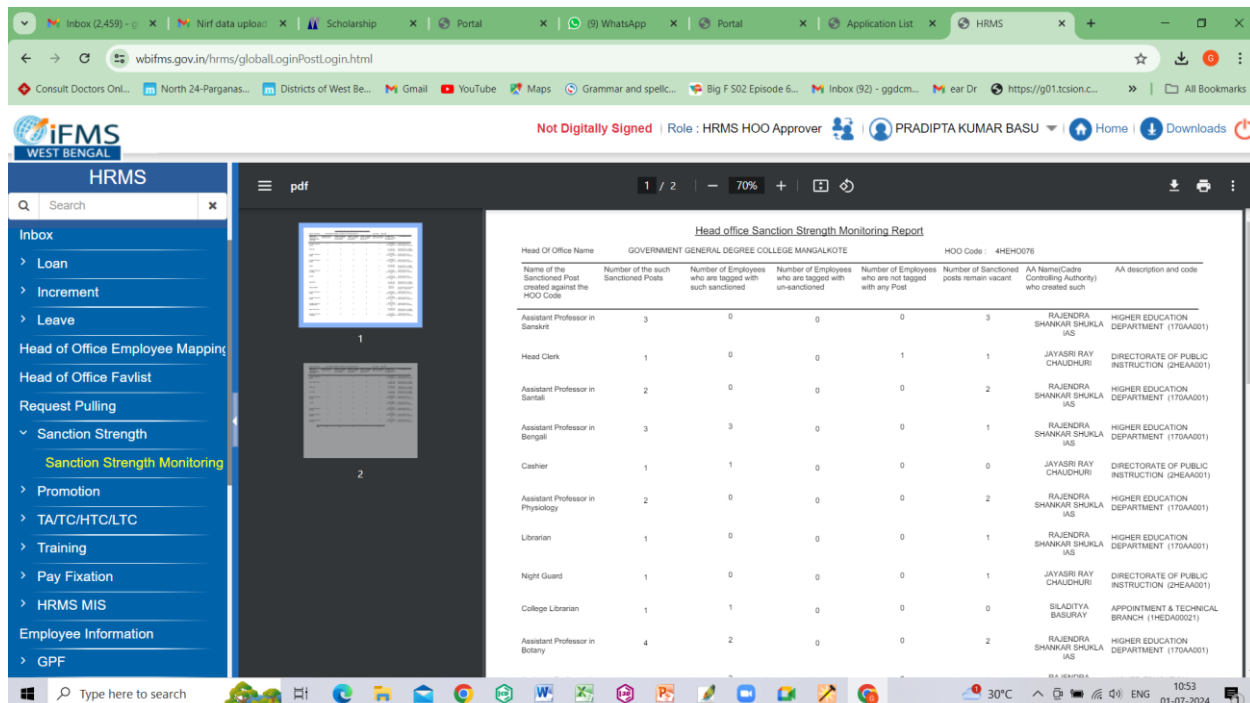 Inbox (2,459) - g
Nirf data upload
Scholarship
Portal
(9) WhatsApp
Portal
Application List
HRMS
wbifms.gov.in/hrms/globalLoginPostLogin.html
G
Consult Doctors Onl...
North 24-Parganas...
Districts of West Be...
Gmail
YouTube
Maps
Grammar and spellc...
Big F S02 Episode 6...
Inbox (92) - ggdcm...
ear Dr
https://g01.tcsion.c...
» | All Bookmarks
iFMS
WEST BENGAL
Not Digitally Signed | Role : HRMS HOO Approver
PRADIPTA KUMAR BASU
Home
Downloads
HRMS
Search
Inbox
Loan
Increment
Leave
Head of Office Employee Mapping
Head of Office Favlist
Request Pulling
Sanction Strength
Sanction Strength Monitoring
Promotion
TA/TC/HTC/LTC
Training
Pay Fixation
HRMS MIS
Employee Information
GPF
pdf
1 / 2
70%
1
2
Head office Sanction Strength Monitoring Report
Head Of Office Name GOVERNMENT GENERAL DEGREE COLLEGE MANGALKOTE HOO Code : 4HEHO076
Name of the Sanctioned Post created against the HOO Code
Number of the such Sanctioned Posts
Number of Employees who are tagged with such sanctioned
Number of Employees who are tagged with un-sanctioned
Number of Employees who are not tagged with any Post
Number of Sanctioned posts remain vacant
AA Name(Cadre Controlling Authority) who created such
AA description and code
Assistant Professor in Sanskrit 3 0 0 0 3 RAJENDRA SHANKAR SHUKLA IAS HIGHER EDUCATION DEPARTMENT (170AA001)
Head Clerk 1 0 0 1 1 JAYASRI RAY CHAUDHURI DIRECTORATE OF PUBLIC INSTRUCTION (2HEAA001)
Assistant Professor in Santali 2 0 0 0 2 RAJENDRA SHANKAR SHUKLA IAS HIGHER EDUCATION DEPARTMENT (170AA001)
Assistant Professor in Bengali 3 3 0 0 1 RAJENDRA SHANKAR SHUKLA IAS HIGHER EDUCATION DEPARTMENT (170AA001)
Cashier 1 1 0 0 0 JAYASRI RAY CHAUDHURI DIRECTORATE OF PUBLIC INSTRUCTION (2HEAA001)
Assistant Professor in Physiology 2 0 0 0 2 RAJENDRA SHANKAR SHUKLA IAS HIGHER EDUCATION DEPARTMENT (170AA001)
Librarian 1 0 0 0 1 RAJENDRA SHANKAR SHUKLA IAS HIGHER EDUCATION DEPARTMENT (170AA001)
Night Guard 1 0 0 0 1 JAYASRI RAY CHAUDHURI DIRECTORATE OF PUBLIC INSTRUCTION (2HEAA001)
College Librarian 1 1 0 0 0 SILADITYA BASURAY APPOINTMENT & TECHNICAL BRANCH (1HEDA00021)
Assistant Professor in Botany 4 2 0 0 2 RAJENDRA SHANKAR SHUKLA IAS HIGHER EDUCATION DEPARTMENT (170AA001)
Type here to search
30°C
ENG
10:53
01-07-2024